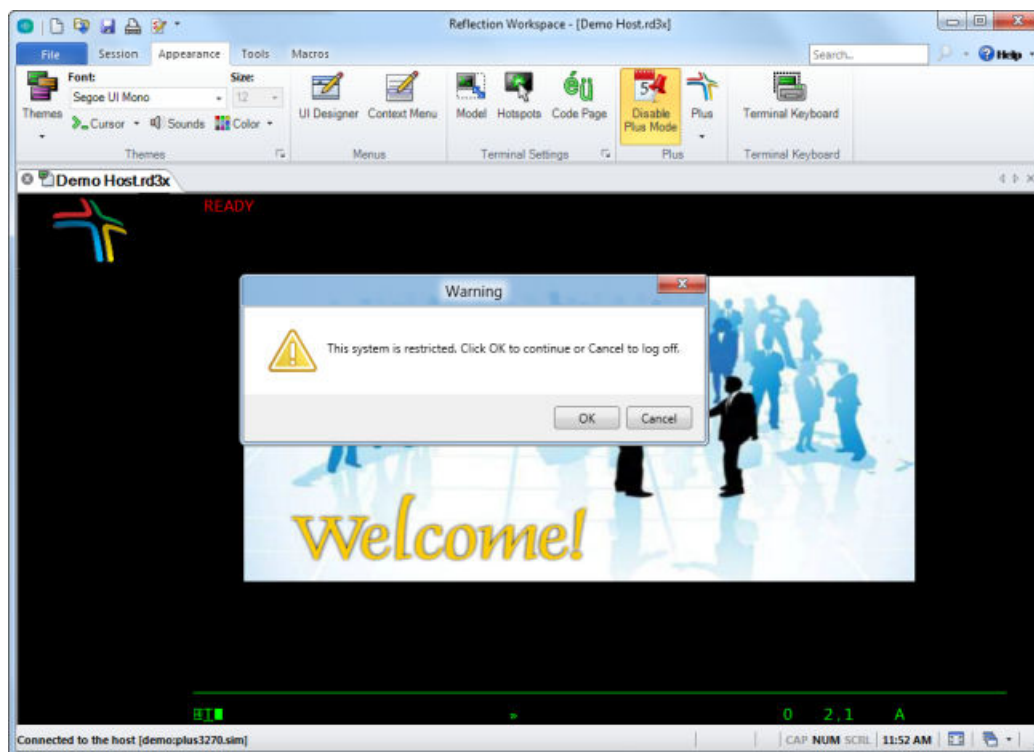 Reflection Workspace - [Demo Host.rd3x]
File Session Appearance Tools Macros Search... Help
Font: Size:
Themes Segoe UI Mono 12
Cursor Sounds Color
UI Designer Context Menu Model Hotspots Code Page Disable Plus Mode Plus Terminal Keyboard
Themes Menus Terminal Settings Plus Terminal Keyboard
Demo Host.rd3x
READY
Warning
This system is restricted. Click OK to continue or Cancel to log off.
OK Cancel
Welcome!
0 2,1 A
Connected to the host [demo:plus3270.sim] CAP NUM SCRL 11:52 AM